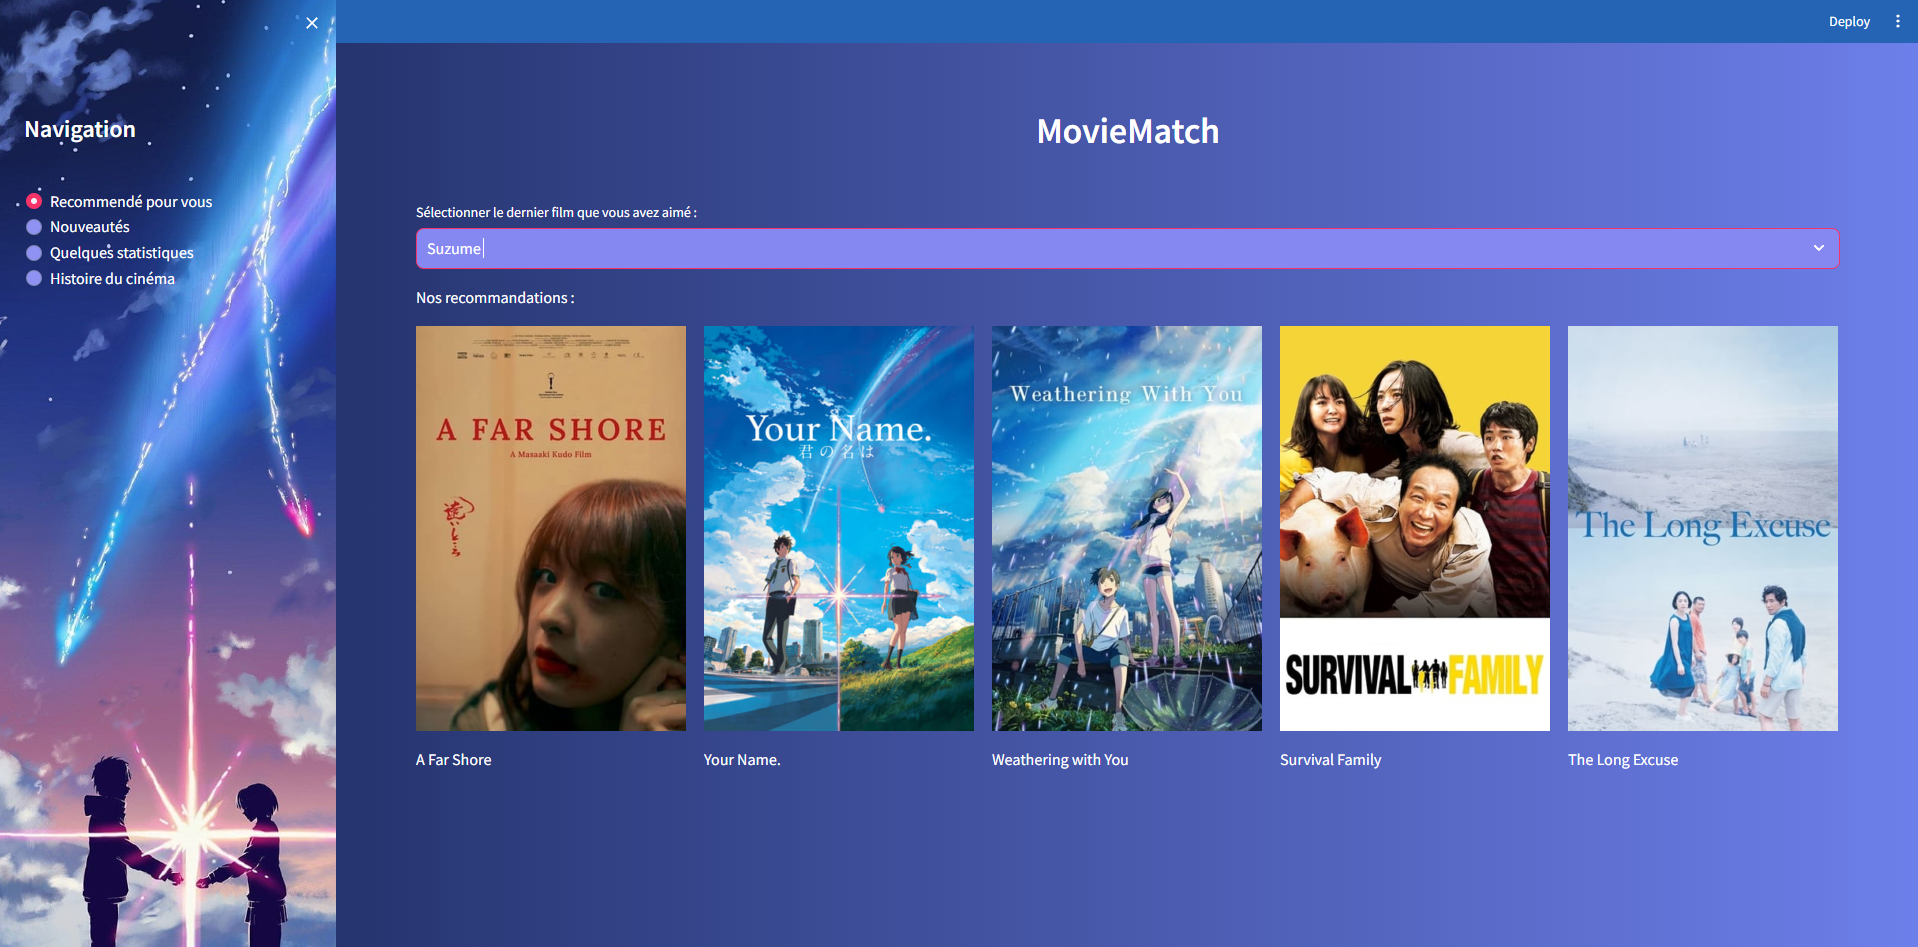 Deploy
Navigation
Recommendé pour vous
Nouveautés
Quelques statistiques
Histoire du cinéma
MovieMatch
Sélectionner le dernier film que vous avez aimé :
Suzume
Nos recommandations :
A FAR SHORE
A Masaaki Kudo Film
Your Name.
君の名は
Weathering With You
SURVIVAL FAMILY
The Long Excuse
A Far Shore
Your Name.
Weathering with You
Survival Family
The Long Excuse